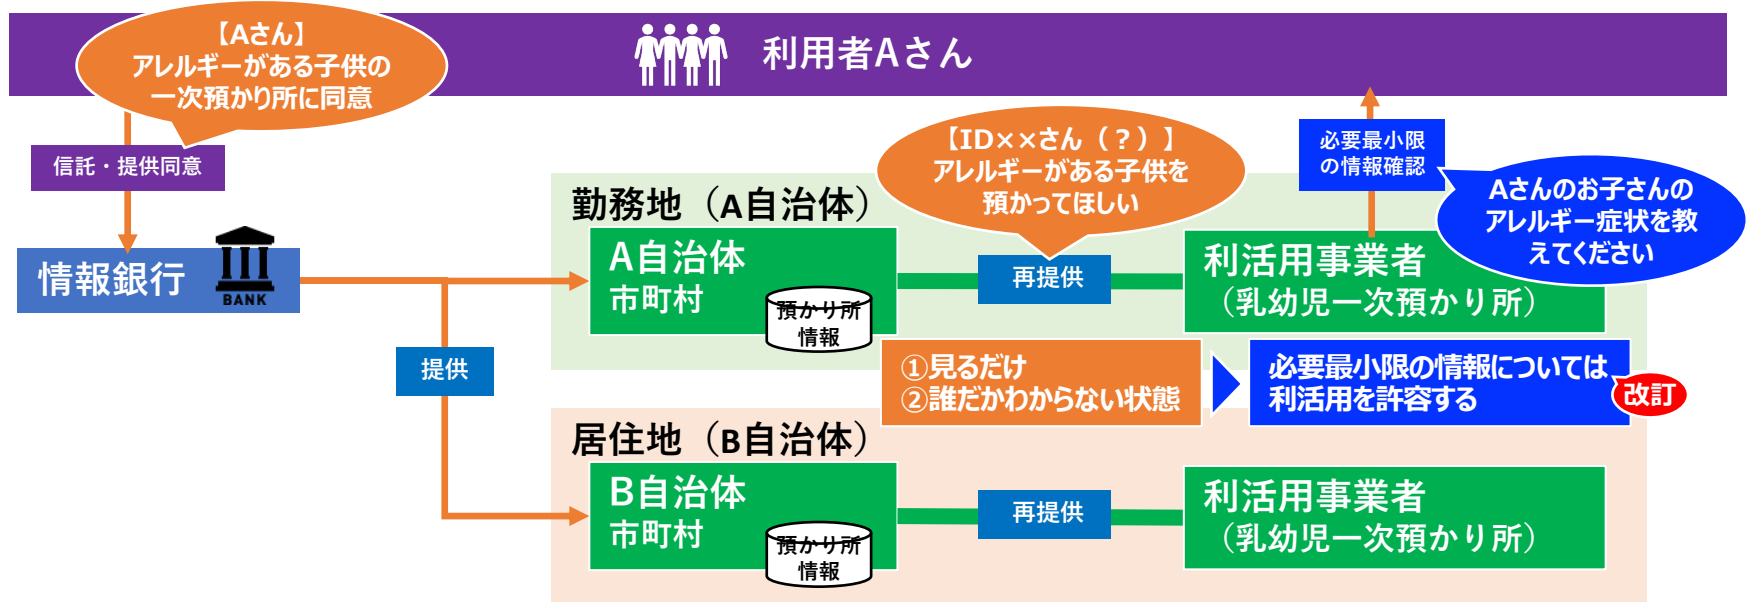 【Aさん】
アレルギーがある子供の
一次預かり所に同意
利用者Aさん
信託・提供同意
情報銀行
BANK
提供
【ID××さん（？）】
アレルギーがある子供を
預かってほしい
必要最小限
の情報確認
Aさんのお子さんの
アレルギー症状を教
えてください
勤務地（A自治体）
A自治体
市町村
預かり所
情報
再提供
利活用事業者
（乳幼児一次預かり所）
①見るだけ
②誰だかわからない状態
必要最小限の情報については
利活用を許容する
改訂
居住地（B自治体）
B自治体
市町村
預かり所
情報
再提供
利活用事業者
（乳幼児一次預かり所）